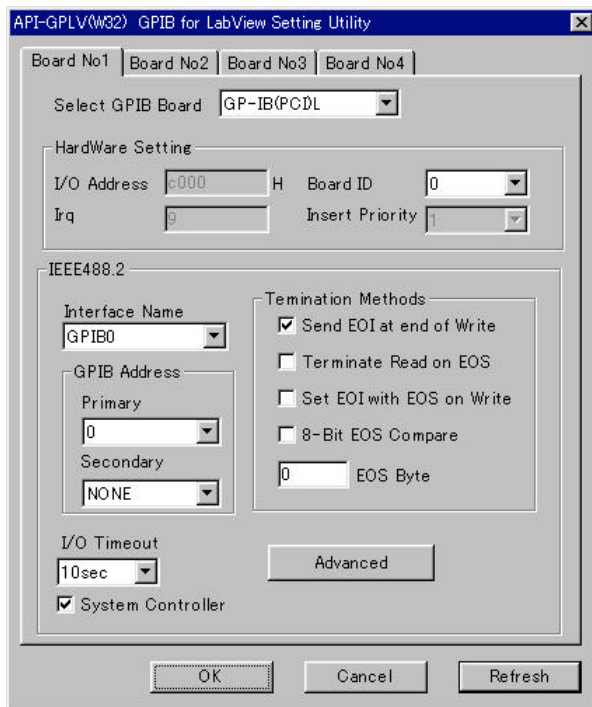 API-GPLV(W32) GPIB for LabView Setting Utility
Board No1 Board No2 Board No3 Board No4
Select GPIB Board GP-IB(PCI)L
HardWare Setting
I/O Address c000 H Board ID 0
Irq 9 Insert Priority 1
IEEE488.2
Interface Name
GPIB0
GPIB Address
Primary
0
Secondary
NONE
Temination Methods
Send EOI at end of Write
Terminate Read on EOS
Set EOI with EOS on Write
8-Bit EOS Compare
0 EOS Byte
I/O Timeout
10sec
Advanced
System Controller
OK Cancel Refresh